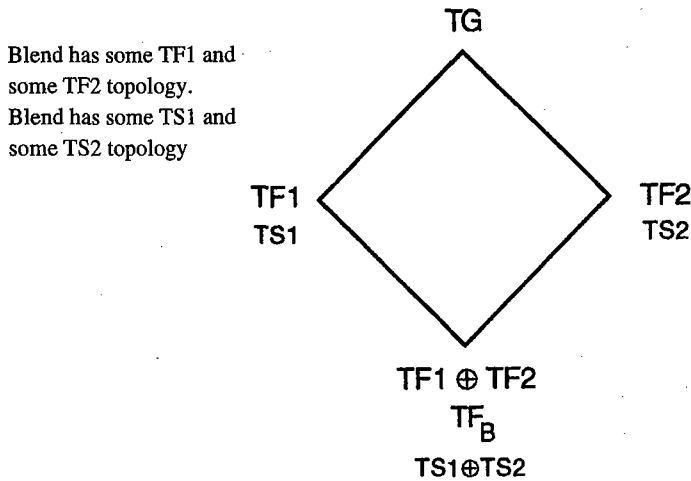 TG
Blend has some TF1 and
some TF2 topology.
Blend has some TS1 and
some TS2 topology
TF1
TS1
TF2
TS2
TF1 ⊕ TF2
TF_B
TS1⊕TS2